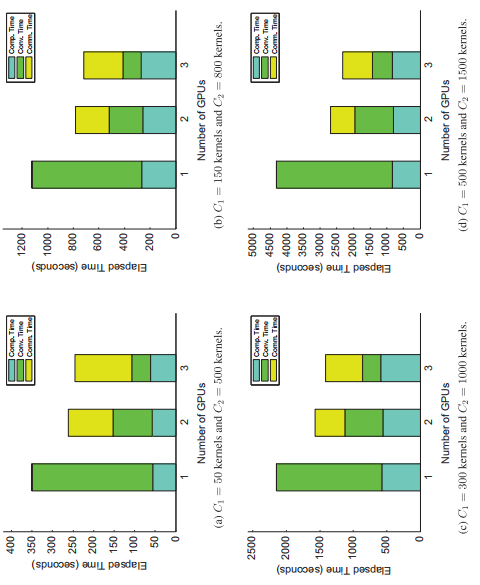 Comp. Time
Conv. Time
Comm. Time
400
350
300
250
200
150
100
50
0
Elapsed Time (seconds)
1
2
3
Number of GPUs
(a) C1 = 50 kernels and C2 = 500 kernels.
Comp. Time
Conv. Time
Comm. Time
1200
1000
800
600
400
200
0
Elapsed Time (seconds)
1
2
3
Number of GPUs
(b) C1 = 150 kernels and C2 = 800 kernels.
Comp. Time
Conv. Time
Comm. Time
2500
2000
1500
1000
500
0
Elapsed Time (seconds)
1
2
3
Number of GPUs
(c) C1 = 300 kernels and C2 = 1000 kernels.
Comp. Time
Conv. Time
Comm. Time
5000
4500
4000
3500
3000
2500
2000
1500
1000
500
0
Elapsed Time (seconds)
1
2
3
Number of GPUs
(d) C1 = 500 kernels and C2 = 1500 kernels.